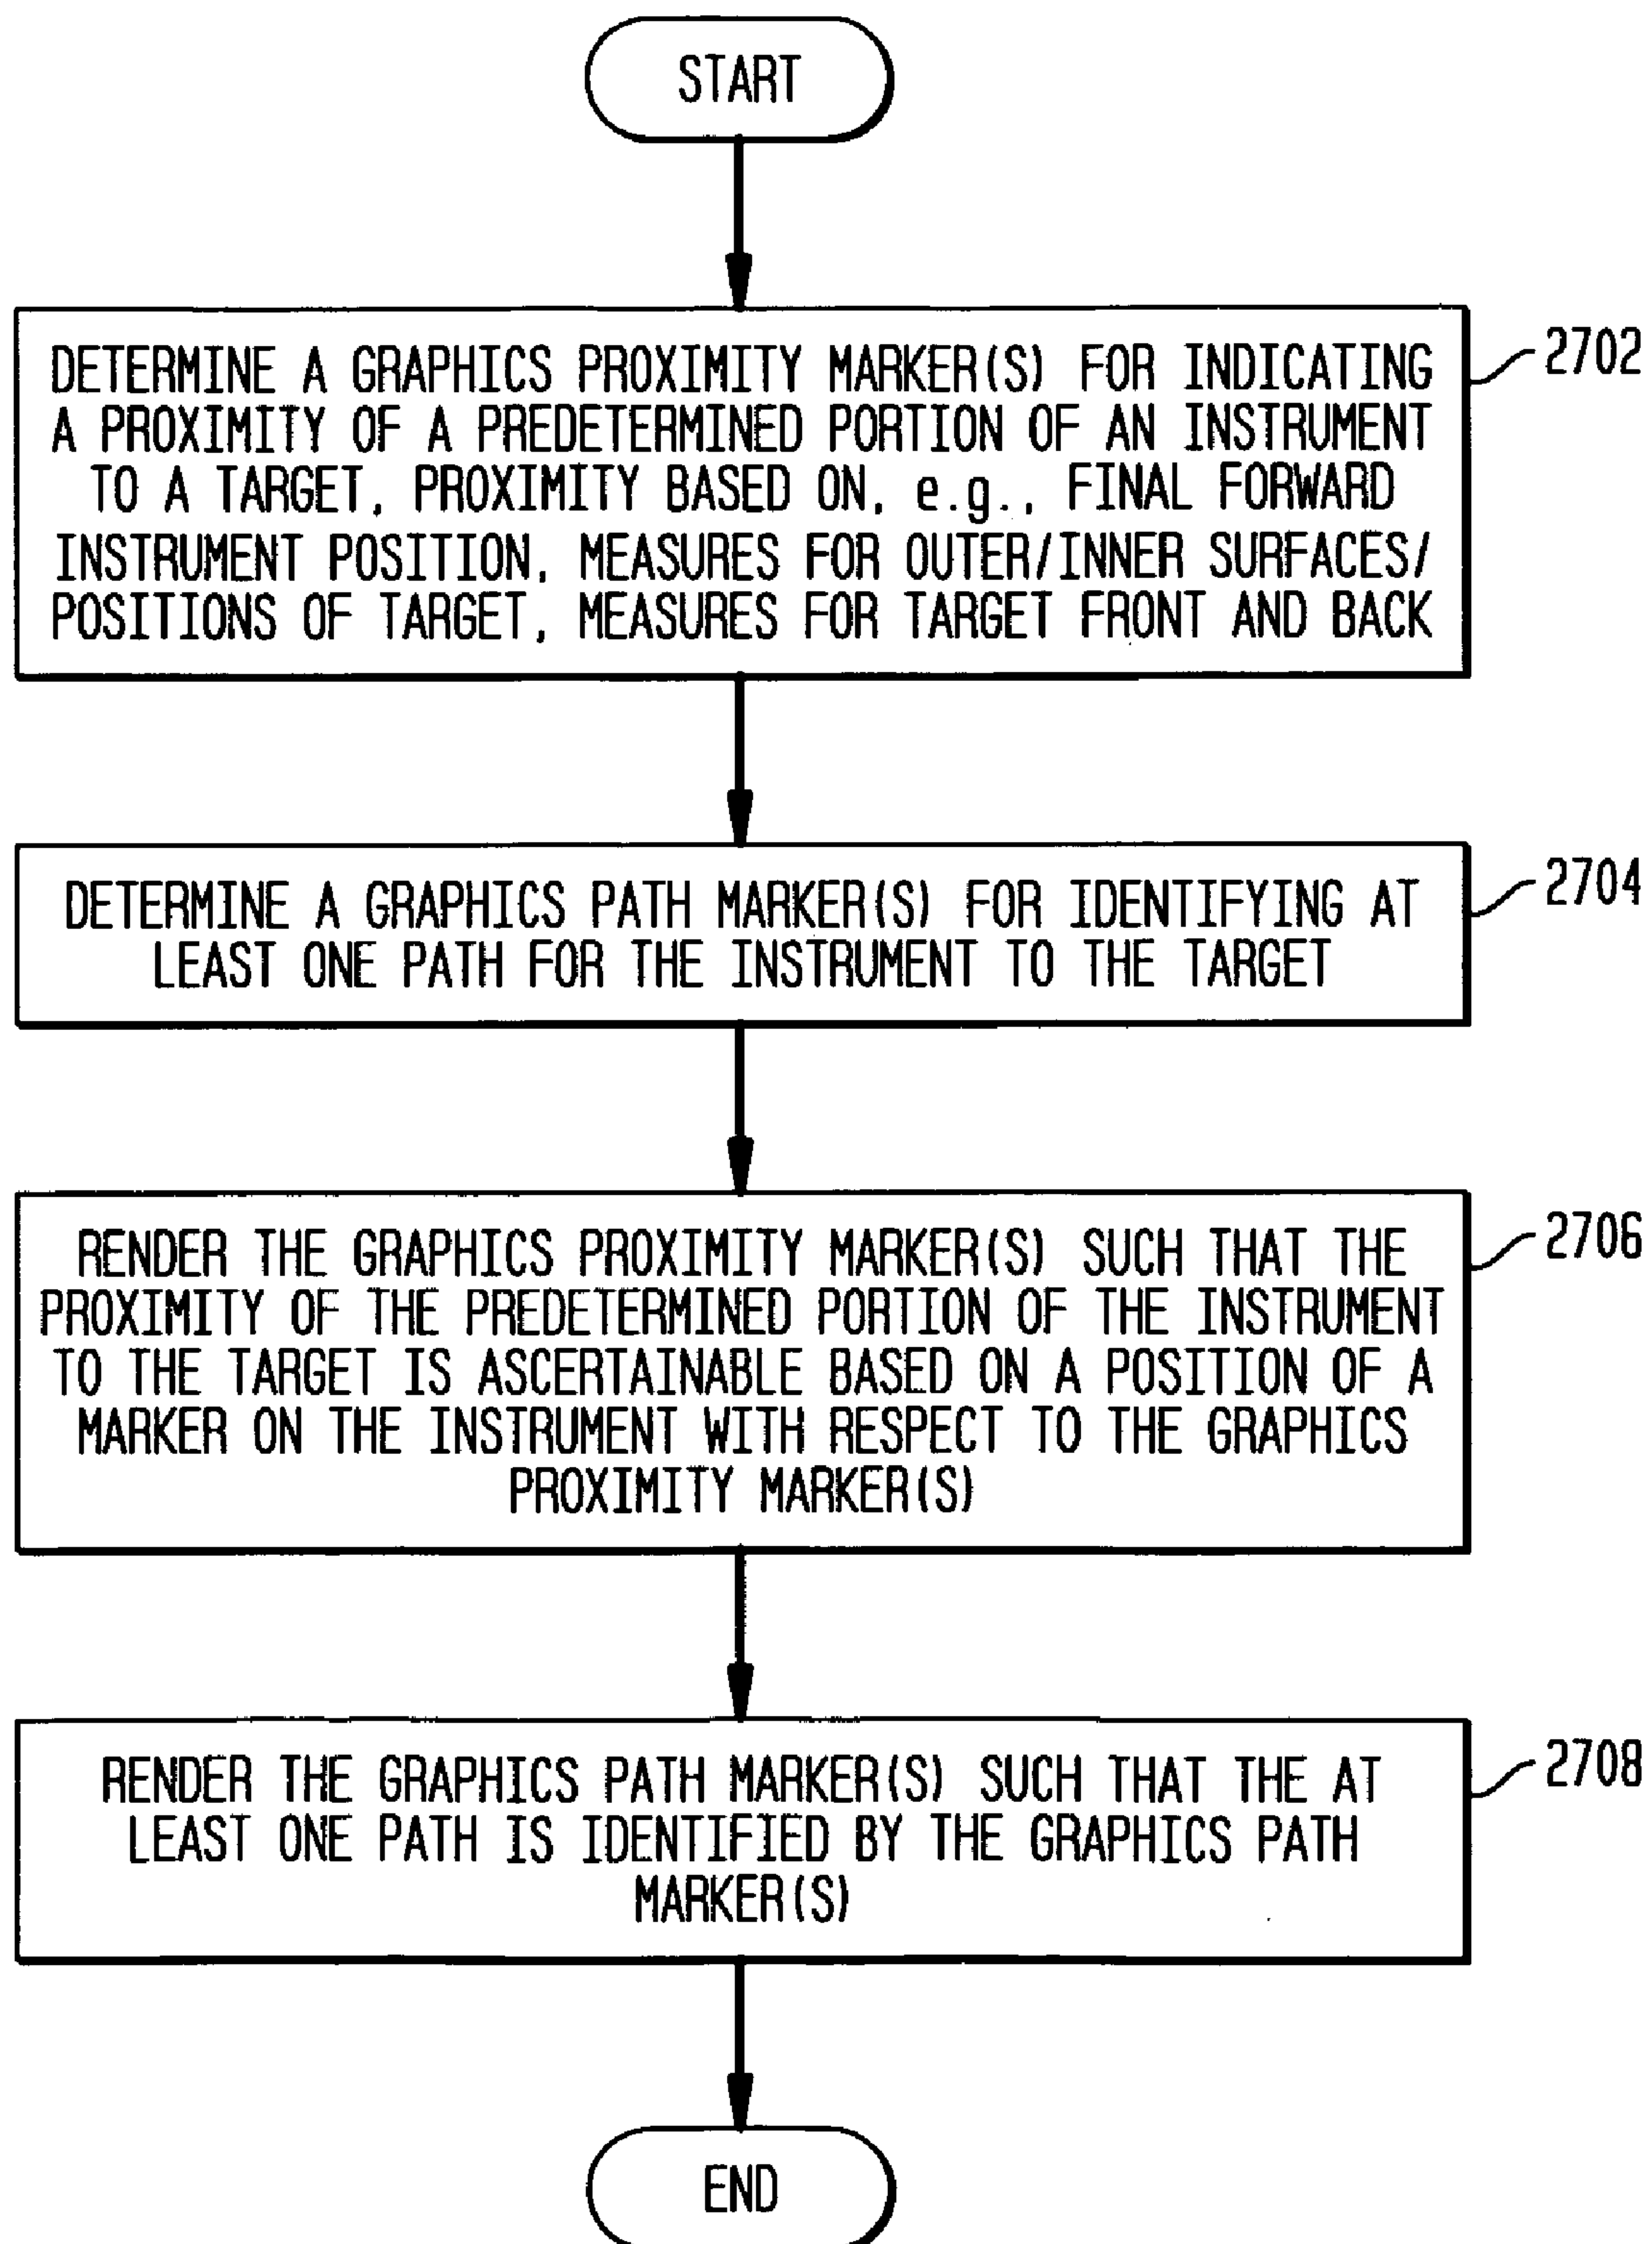 START
DETERMINE A GRAPHICS PROXIMITY MARKER(S) FOR INDICATING
A PROXIMITY OF A PREDETERMINED PORTION OF AN INSTRUMENT
TO A TARGET, PROXIMITY BASED ON, e.g., FINAL FORWARD
INSTRUMENT POSITION, MEASURES FOR OUTER/INNER SURFACES/
POSITIONS OF TARGET, MEASURES FOR TARGET FRONT AND BACK
2702
DETERMINE A GRAPHICS PATH MARKER(S) FOR IDENTIFYING AT
LEAST ONE PATH FOR THE INSTRUMENT TO THE TARGET
2704
RENDER THE GRAPHICS PROXIMITY MARKER(S) SUCH THAT THE
PROXIMITY OF THE PREDETERMINED PORTION OF THE INSTRUMENT
TO THE TARGET IS ASCERTAINABLE BASED ON A POSITION OF A
MARKER ON THE INSTRUMENT WITH RESPECT TO THE GRAPHICS
PROXIMITY MARKER(S)
2706
RENDER THE GRAPHICS PATH MARKER(S) SUCH THAT THE AT
LEAST ONE PATH IS IDENTIFIED BY THE GRAPHICS PATH
MARKER(S)
2708
END